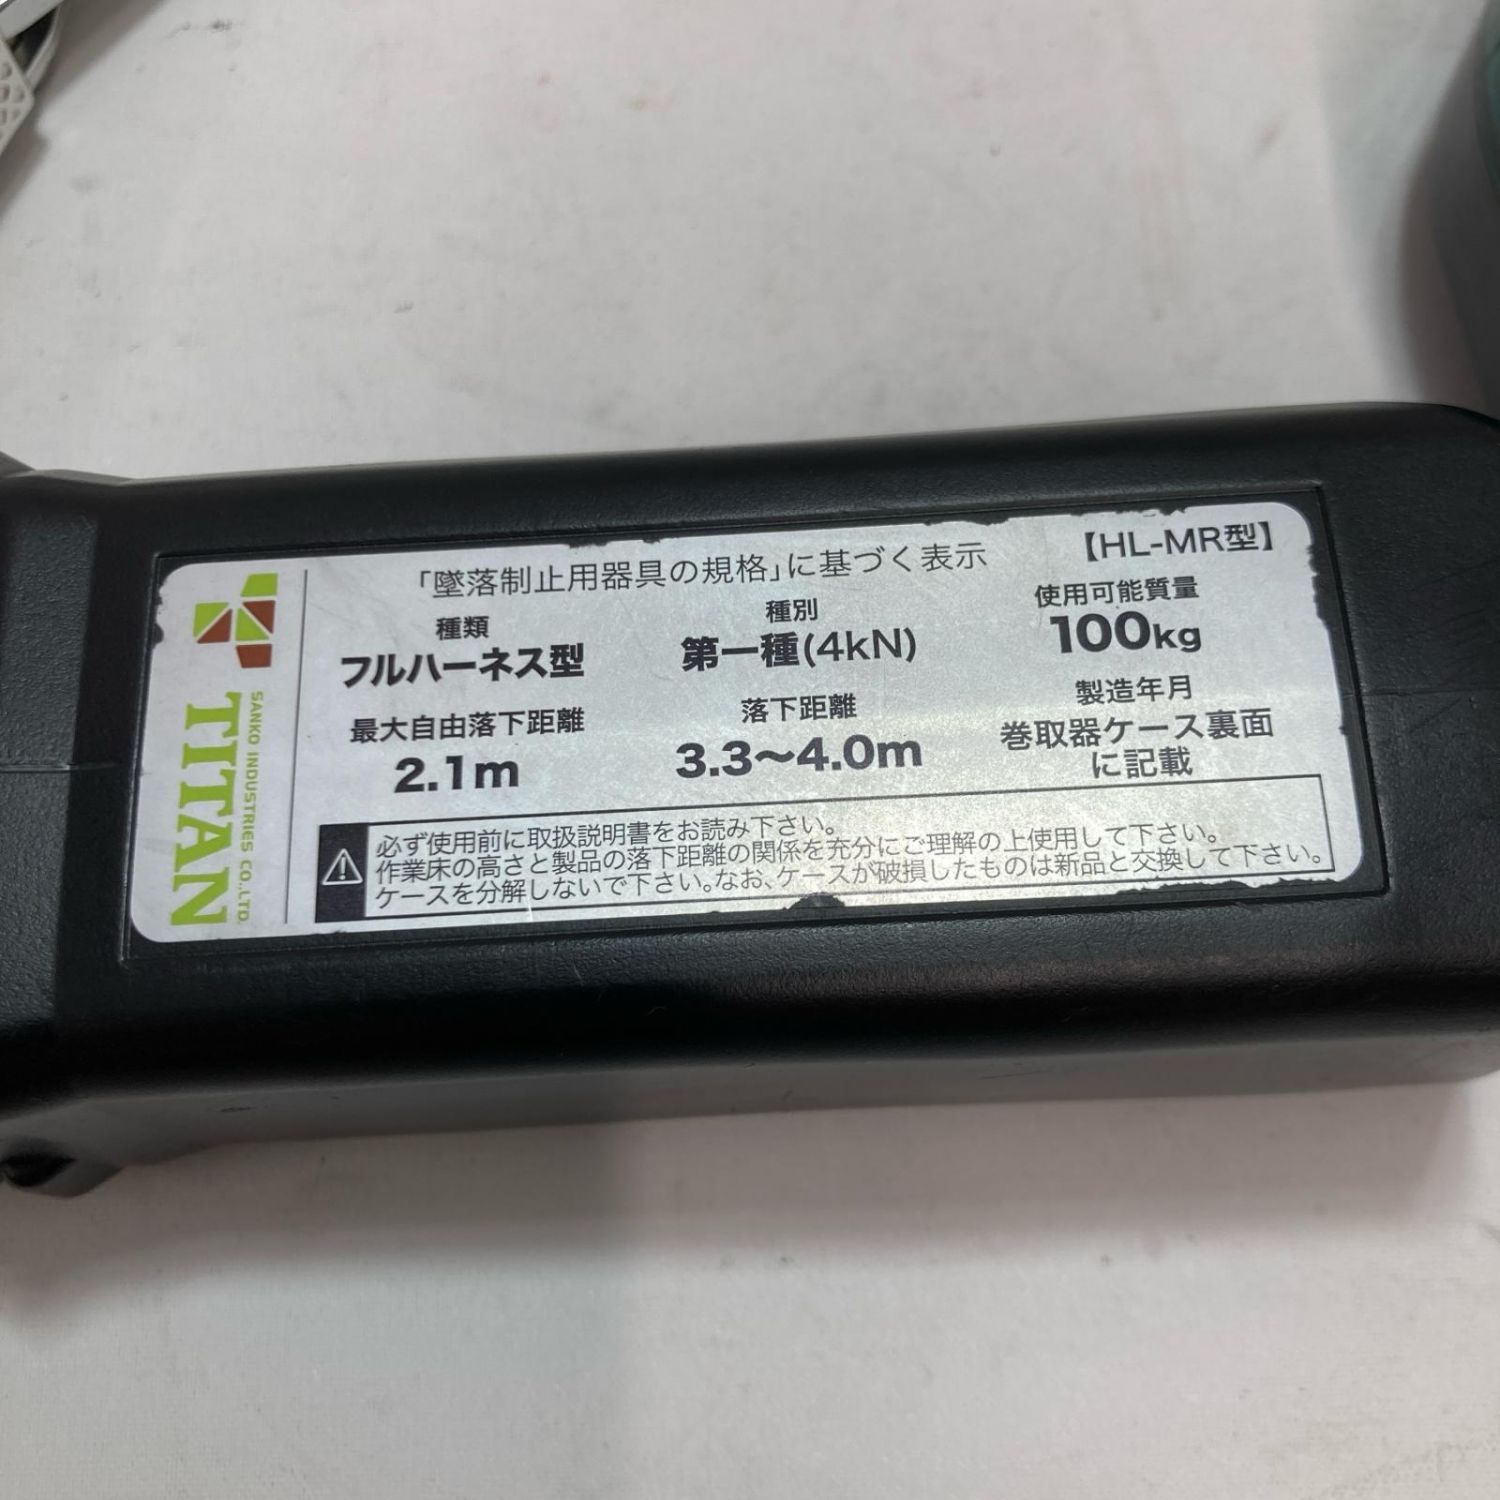 「墜落制止用器具の規格」に基づく表示
【HL-MR型】
種類
フルハーネス型
種別
第一種(4kN)
使用可能質量
100kg
最大自由落下距離
2.1m
落下距離
3.3～4.0m
製造年月
巻取器ケース裏面
に記載
必ず使用前に取扱説明書をお読み下さい。
作業床の高さと製品の落下距離の関係を充分にご理解の上使用して下さい。
ケースを分解しないで下さい。なお、ケースが破損したものは新品と交換して下さい。
SANKO INDUSTRIES CO.,LTD.
TITAN